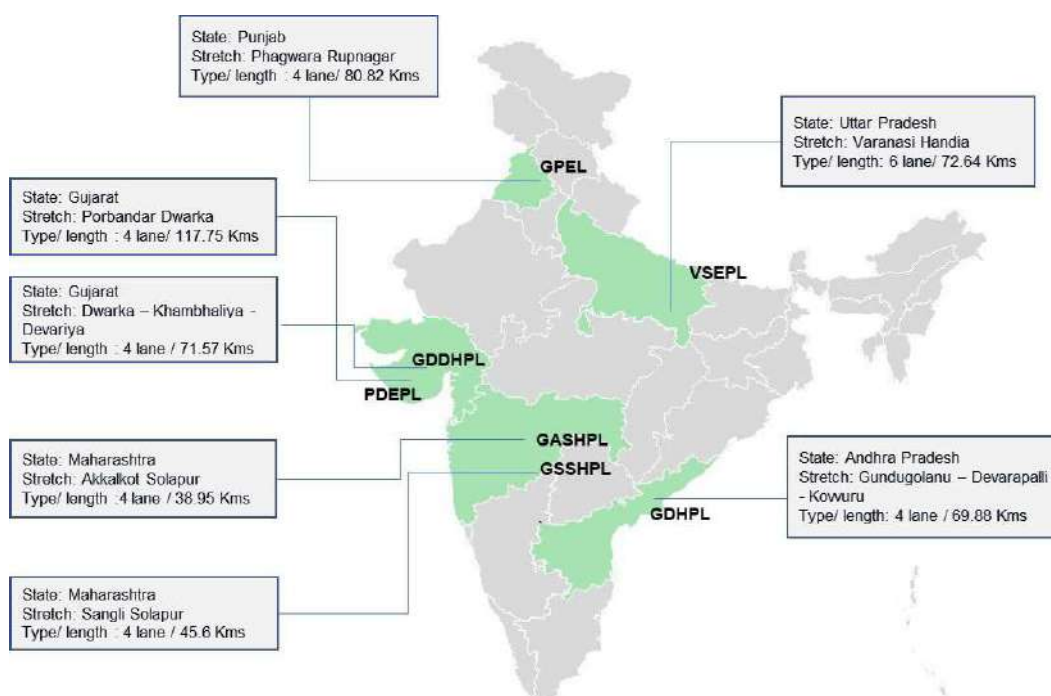 State: Punjab
Stretch: Phagwara Rupnagar
Type/ length : 4 lane/ 80.82 Kms
State: Uttar Pradesh
Stretch: Varanasi Handia
Type/ length: 6 lane/ 72.64 Kms
GPEL
State: Gujarat
Stretch: Porbandar Dwarka
Type/ length : 4 lane/ 117.75 Kms
VSEPL
State: Gujarat
Stretch: Dwarka – Khambhaliya -
Devariya
Type/ length : 4 lane / 71.57 Kms
GDDHPL
PDEPL
State: Maharashtra
Stretch: Akkalkot Solapur
Type/ length :4 lane / 38.95 Kms
GASHPL
GSSHPL
State: Andhra Pradesh
Stretch: Gundugolanu – Devarapalli
- Kovvuru
Type/ length: 4 lane / 69.88 Kms
GDHPL
State: Maharashtra
Stretch: Sangli Solapur
Type/ length : 4 lane / 45.6 Kms